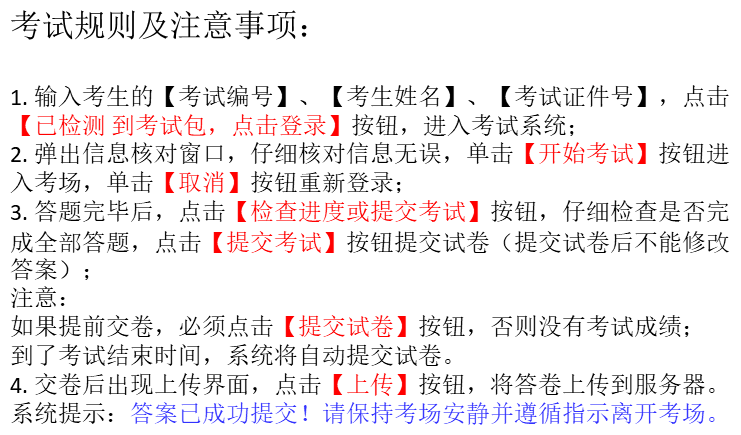 考试规则及注意事项：
1. 输入考生的【考试编号】、【考生姓名】、【考试证件号】，点击
【已检测 到考试包，点击登录】按钮，进入考试系统；
2. 弹出信息核对窗口，仔细核对信息无误，单击【开始考试】按钮进
入考场，单击【取消】按钮重新登录；
3. 答题完毕后，点击【检查进度或提交考试】按钮，仔细检查是否完
成全部答题，点击【提交考试】按钮提交试卷（提交试卷后不能修改
答案）；
注意：
如果提前交卷，必须点击【提交试卷】按钮，否则没有考试成绩；
到了考试结束时间，系统将自动提交试卷。
4. 交卷后出现上传界面，点击【上传】按钮，将答卷上传到服务器。
系统提示：答案已成功提交！请保持考场安静并遵循指示离开考场。